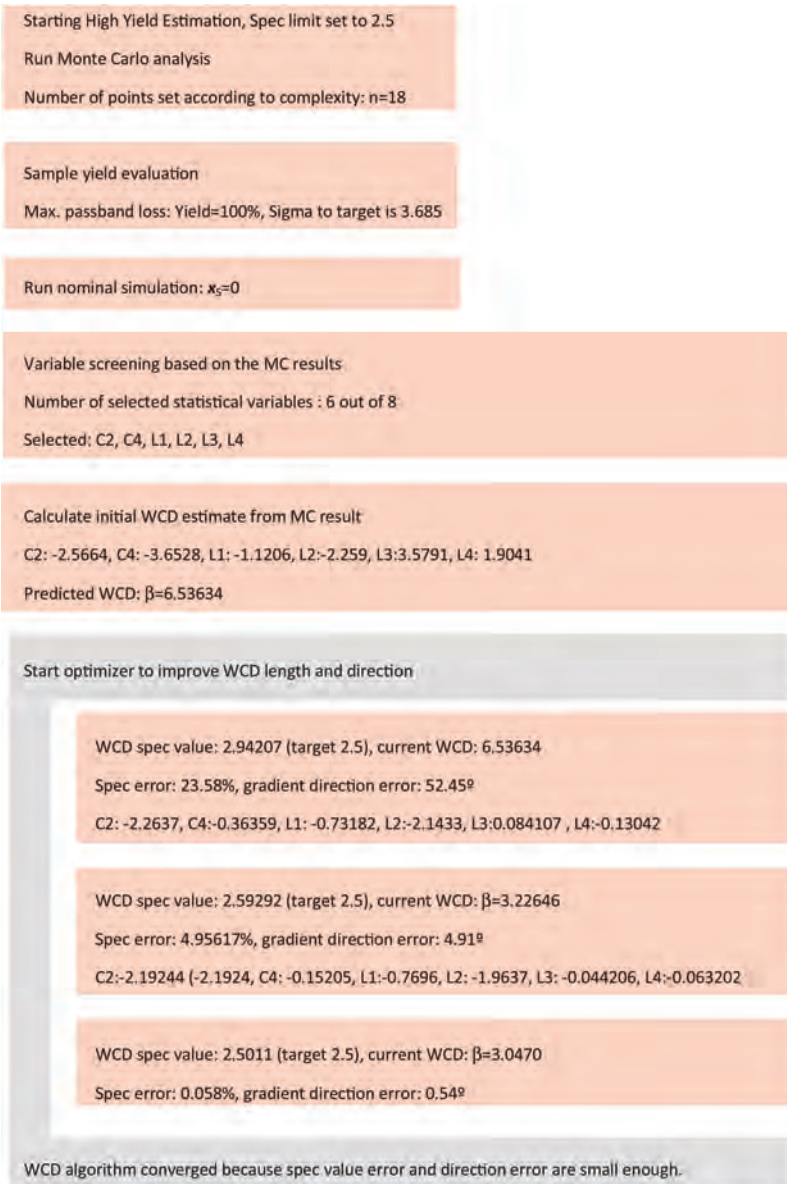 Starting High Yield Estimation, Spec limit set to 2.5
Run Monte Carlo analysis
Number of points set according to complexity: n=18
Sample yield evaluation
Max. passband loss: Yield=100%, Sigma to target is 3.685
Run nominal simulation: xS=0
Variable screening based on the MC results
Number of selected statistical variables : 6 out of 8
Selected: C2, C4, L1, L2, L3, L4
Calculate initial WCD estimate from MC result
C2: -2.5664, C4: -3.6528, L1: -1.1206, L2:-2.259, L3:3.5791, L4: 1.9041
Predicted WCD: β=6.53634
Start optimizer to improve WCD length and direction
WCD spec value: 2.94207 (target 2.5), current WCD: 6.53634
Spec error: 23.58%, gradient direction error: 52.45º
C2: -2.2637, C4:-0.36359, L1: -0.73182, L2:-2.1433, L3:0.084107 , L4:-0.13042
WCD spec value: 2.59292 (target 2.5), current WCD: β=3.22646
Spec error: 4.95617%, gradient direction error: 4.91º
C2:-2.19244 (-2.1924, C4: -0.15205, L1:-0.7696, L2: -1.9637, L3: -0.044206, L4:-0.063202
WCD spec value: 2.5011 (target 2.5), current WCD: β=3.0470
Spec error: 0.058%, gradient direction error: 0.54º
WCD algorithm converged because spec value error and direction error are small enough.